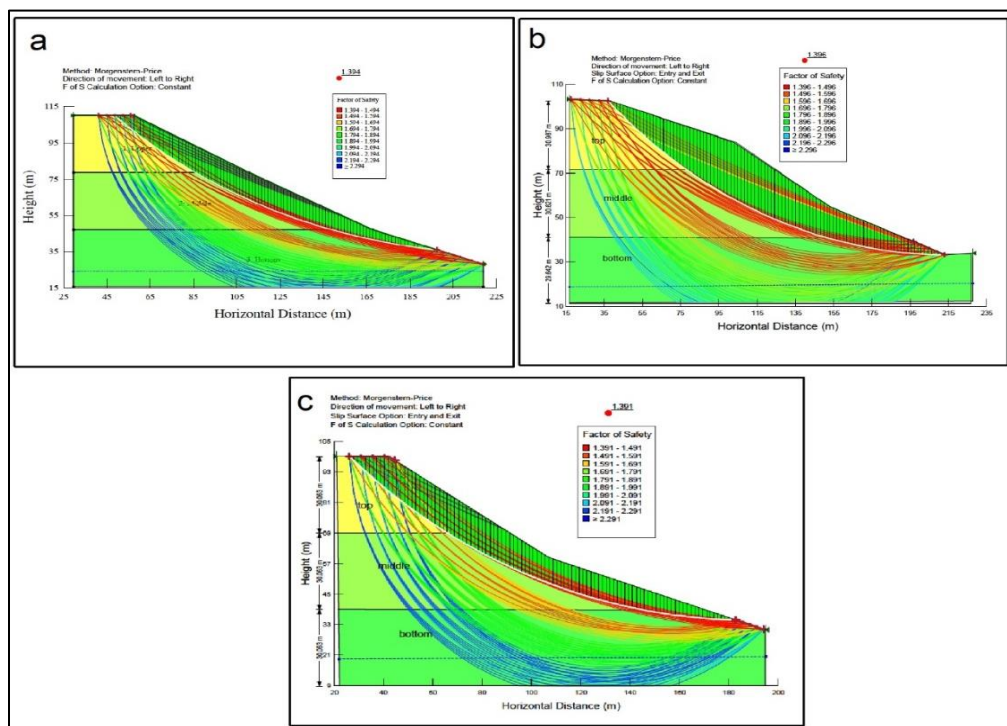 a
Method: Morgenstern-Price
Direction of movement: Left to Right
F of S Calculation Option: Constant
1.394
Factor of Safety
1.394 - 1.494
1.494 - 1.594
1.594 - 1.694
1.694 - 1.794
1.794 - 1.894
1.894 - 1.994
1.994 - 2.094
2.094 - 2.194
2.194 - 2.294
≥ 2.294
Height (m)
115
95
75
55
35
15
25 45 65 85 105 125 145 165 185 205 225
Horizontal Distance (m)
b
Method: Morgenstern-Price
Direction of movement: Left to Right
Slip Surface Option: Entry and Exit
F of S Calculation Option: Constant
1.396
Factor of Safety
1.396 - 1.496
1.496 - 1.596
1.596 - 1.696
1.696 - 1.796
1.796 - 1.896
1.896 - 1.996
1.996 - 2.096
2.096 - 2.196
2.196 - 2.296
≥ 2.296
Height (m)
110
90
70
50
30
10
top
middle
bottom
15 35 55 75 95 115 135 155 175 195 215 235
Horizontal Distance (m)
c
Method: Morgenstern-Price
Direction of movement: Left to Right
Slip Surface Option: Entry and Exit
F of S Calculation Option: Constant
1.391
Factor of Safety
1.391 - 1.491
1.491 - 1.591
1.591 - 1.691
1.691 - 1.791
1.791 - 1.891
1.891 - 1.991
1.991 - 2.091
2.091 - 2.191
2.191 - 2.291
≥ 2.291
Height (m)
105
93
81
69
57
45
33
21
9
30.063 m
30.063 m
30.063 m
top
middle
bottom
20 40 60 80 100 120 140 160 180 200
Horizontal Distance (m)